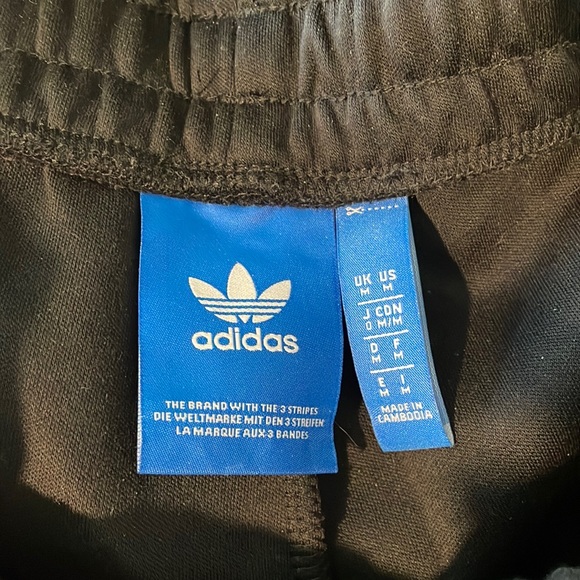 adidas
THE BRAND WITH THE 3 STRIPES
DIE WELTMARKE MIT DEN 3 STREIFEN
LA MARQUE AUX 3 BANDES
UK US
M M
J CDN
O M/M
D F
M M
E I
M M
MADE IN
CAMBODIA